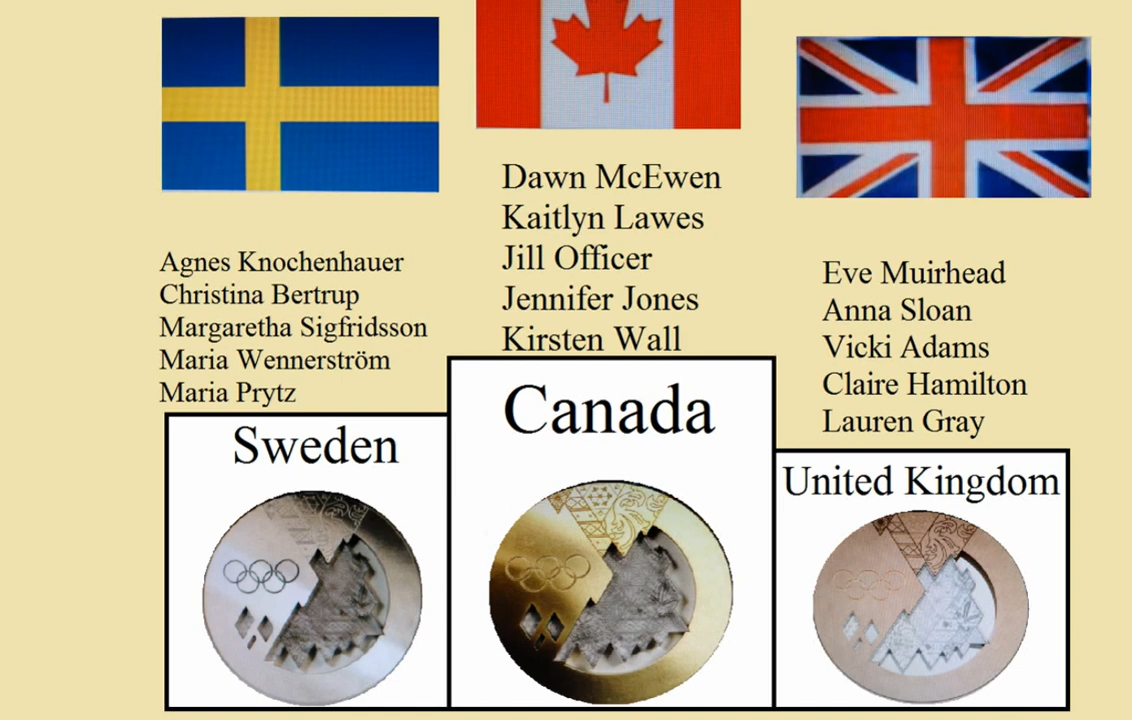 Agnes Knochenhauer
Christina Bertrup
Margaretha Sigfridsson
Maria Wennerström
Maria Prytz
Sweden
Dawn McEwen
Kaitlyn Lawes
Jill Officer
Jennifer Jones
Kirsten Wall
Canada
Eve Muirhead
Anna Sloan
Vicki Adams
Claire Hamilton
Lauren Gray
United Kingdom